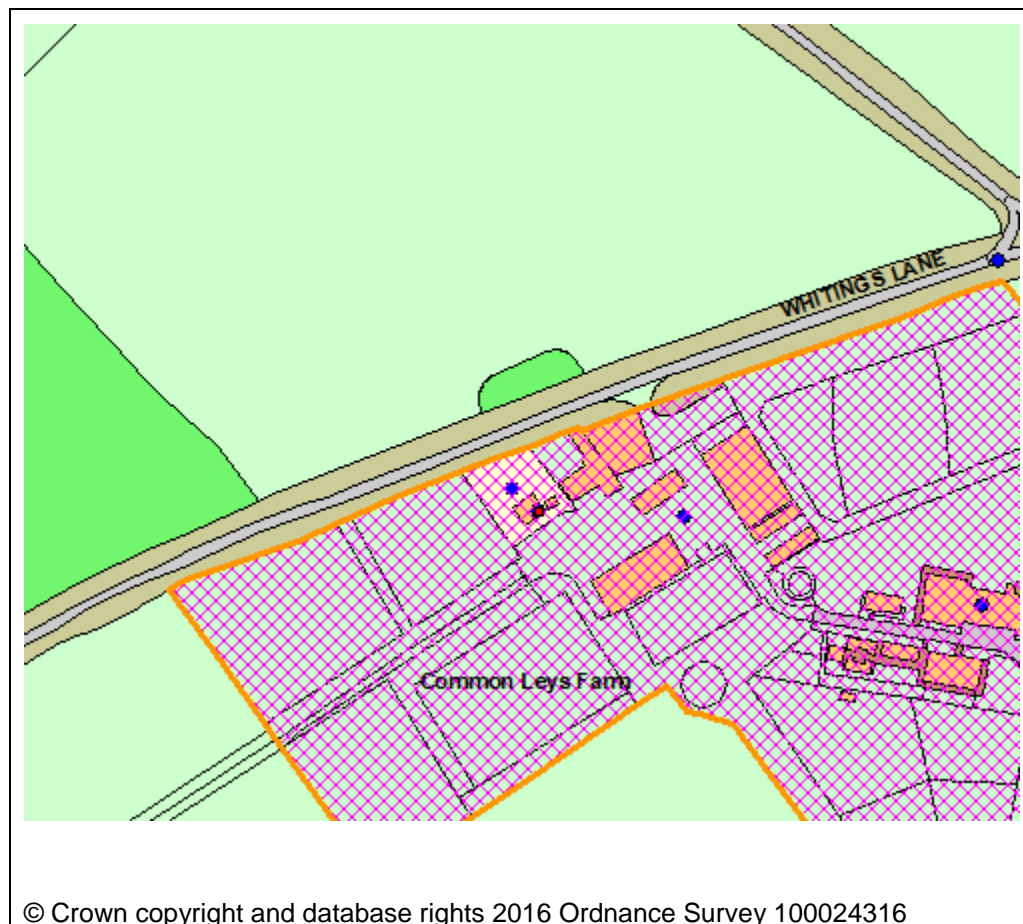 WHITINGS LANE
Common Leys Farm
© Crown copyright and database rights 2016 Ordnance Survey 100024316